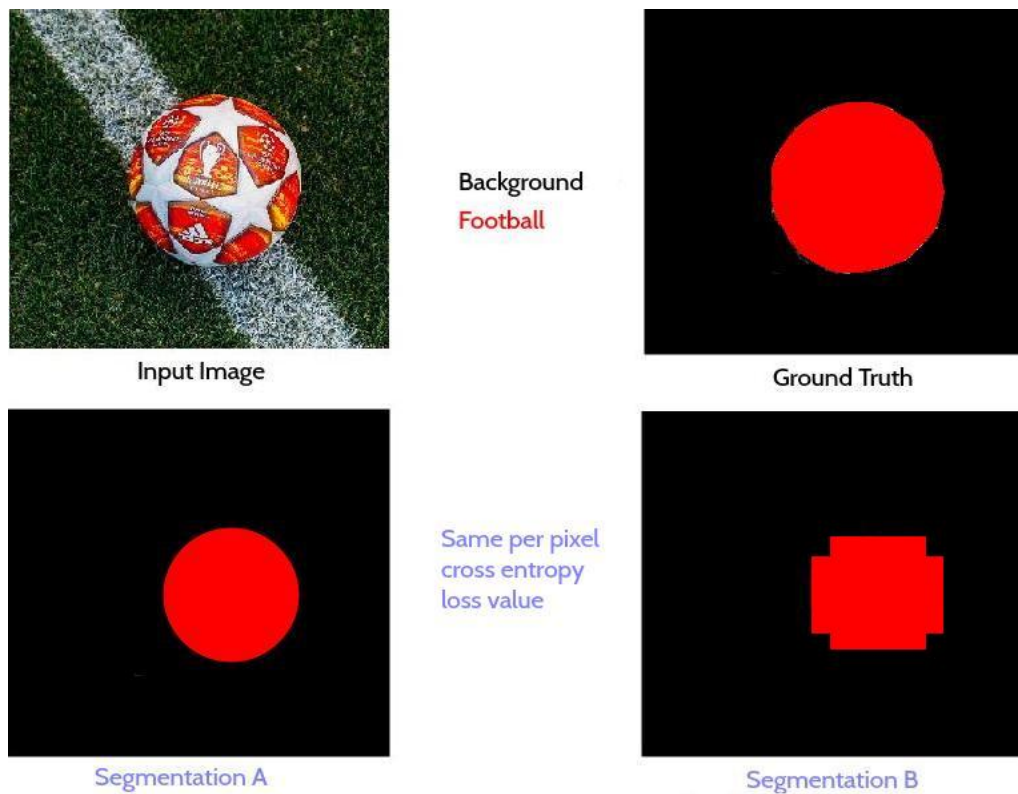 Background
Football
Input Image
Ground Truth
Same per pixel
cross entropy
loss value
Segmentation A
Segmentation B